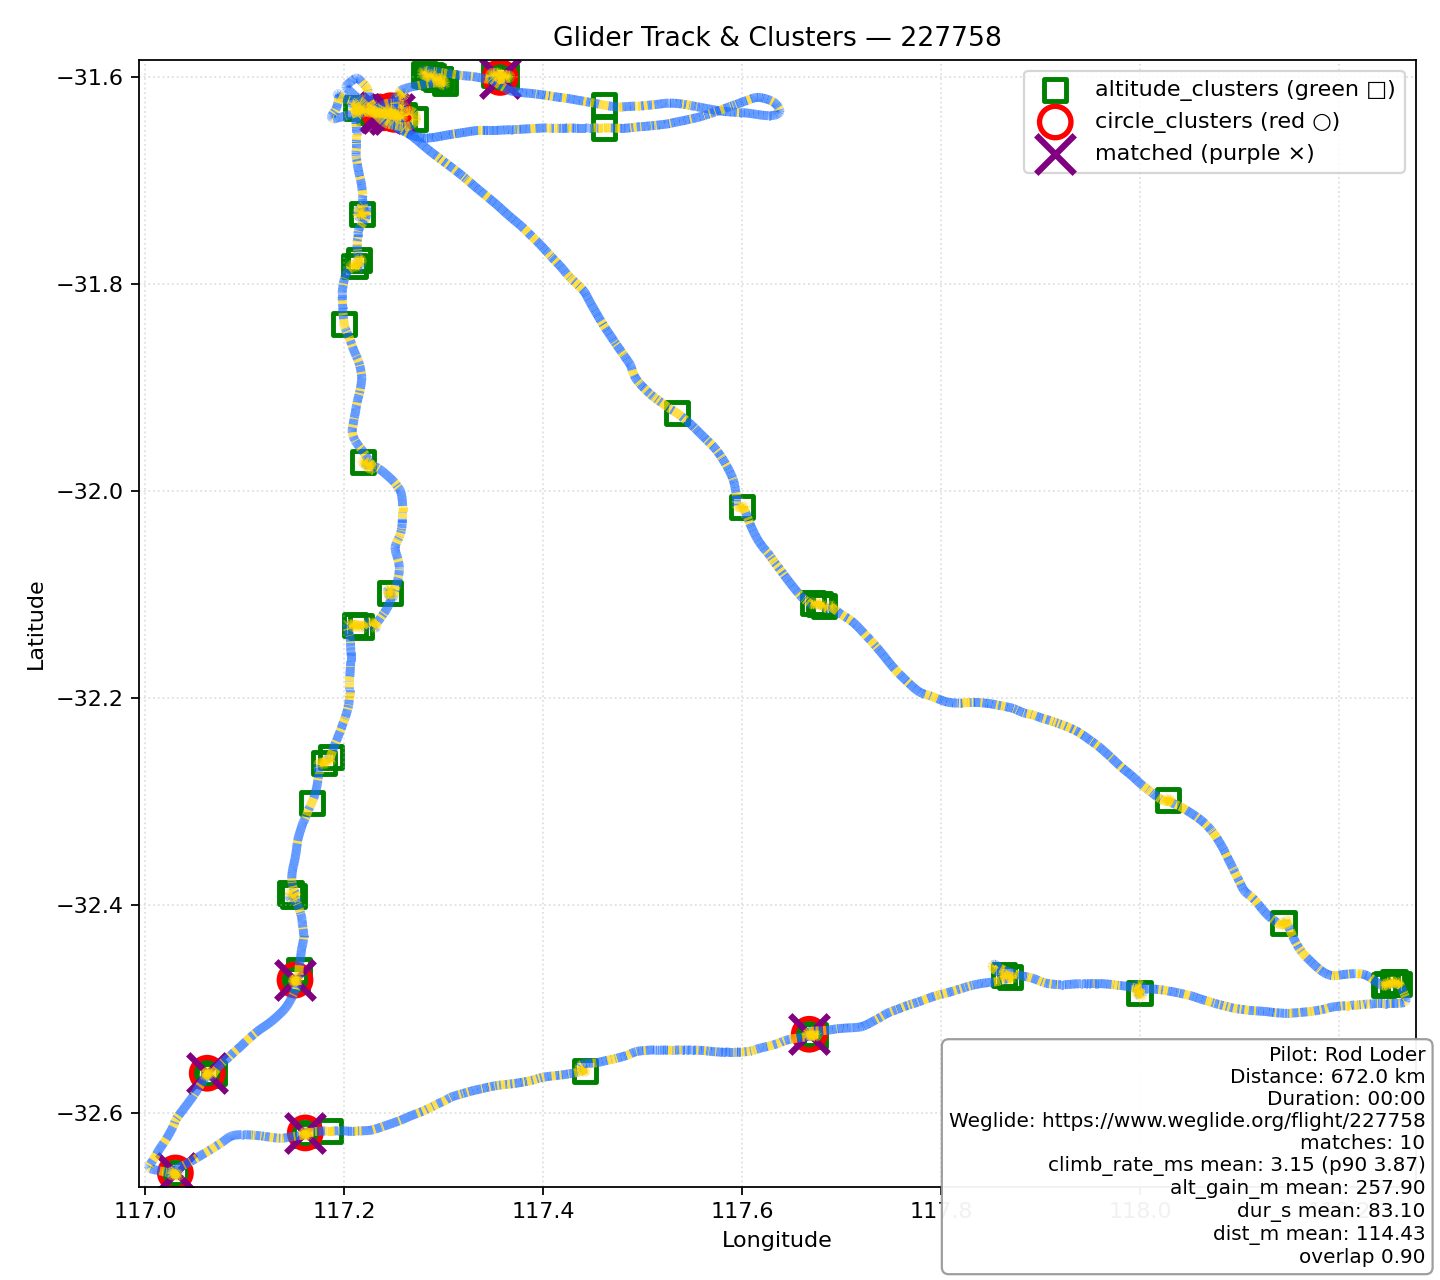 Glider Track & Clusters — 227758
altitude_clusters (green □)
circle_clusters (red ○)
matched (purple ×)
−31.6
−31.8
−32.0
−32.2
−32.4
−32.6
Latitude
117.0
117.2
117.4
117.6
117.8
118.0
Longitude
Pilot: Rod Loder
Distance: 672.0 km
Duration: 00:00
Weglide: https://www.weglide.org/flight/227758
matches: 10
climb_rate_ms mean: 3.15 (p90 3.87)
alt_gain_m mean: 257.90
dur_s mean: 83.10
dist_m mean: 114.43
overlap 0.90